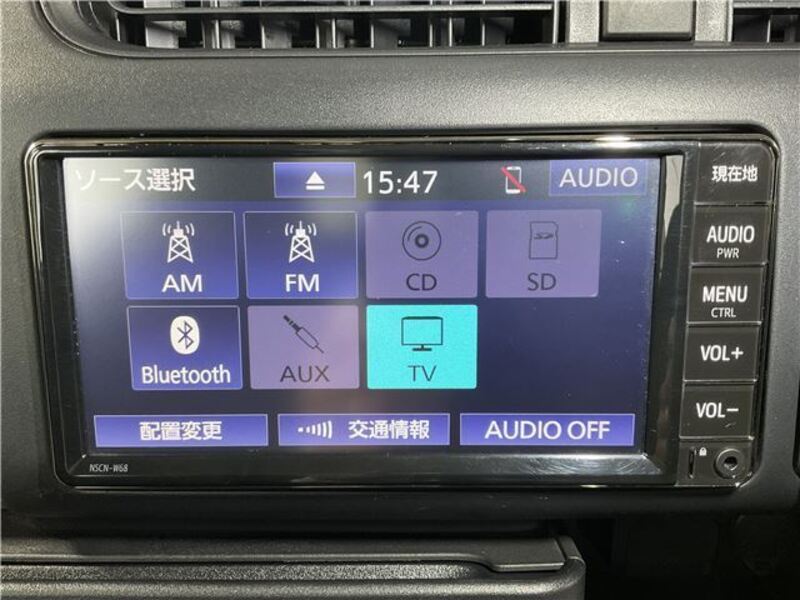 ソース選択 15:47 AUDIO
AM FM CD SD
Bluetooth AUX TV
配置変更 交通情報 AUDIO OFF
NSCN-W68
現在地
AUDIO
PWR
MENU
CTRL
VOL+
VOL−